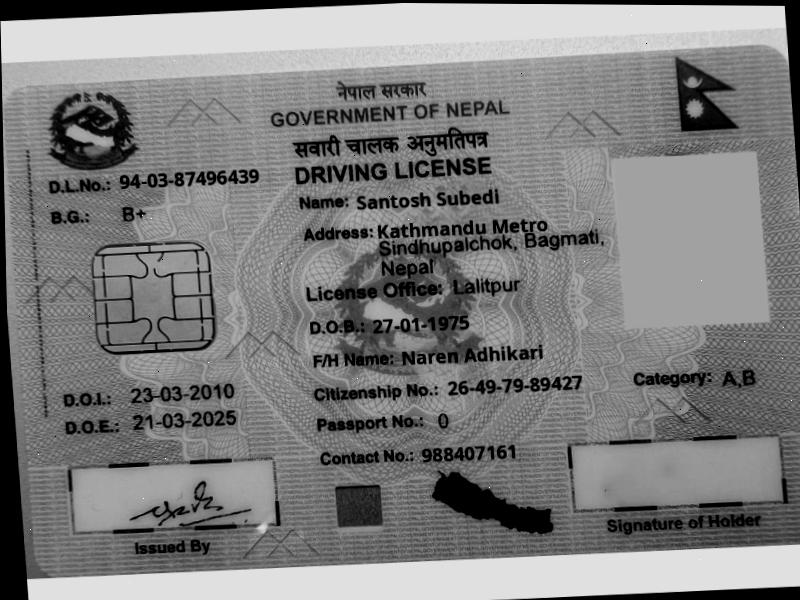 नेपाल सरकार
GOVERNMENT OF NEPAL
सवारी चालक अनुमतिपत्र
DRIVING LICENSE
D.L.No.: 94-03-87496439
B.G.: B+
Name: Santosh Subedi
Address: Kathmandu Metro
Sindhupalchok, Bagmati,
Nepal
License Office: Lalitpur
D.O.B.: 27-01-1975
F/H Name: Naren Adhikari
D.O.I.: 23-03-2010
Citizenship No.: 26-49-79-89427
Category: A,B
D.O.E.: 21-03-2025
Passport No.: 0
Contact No.: 988407161
Issued By
Signature of Holder